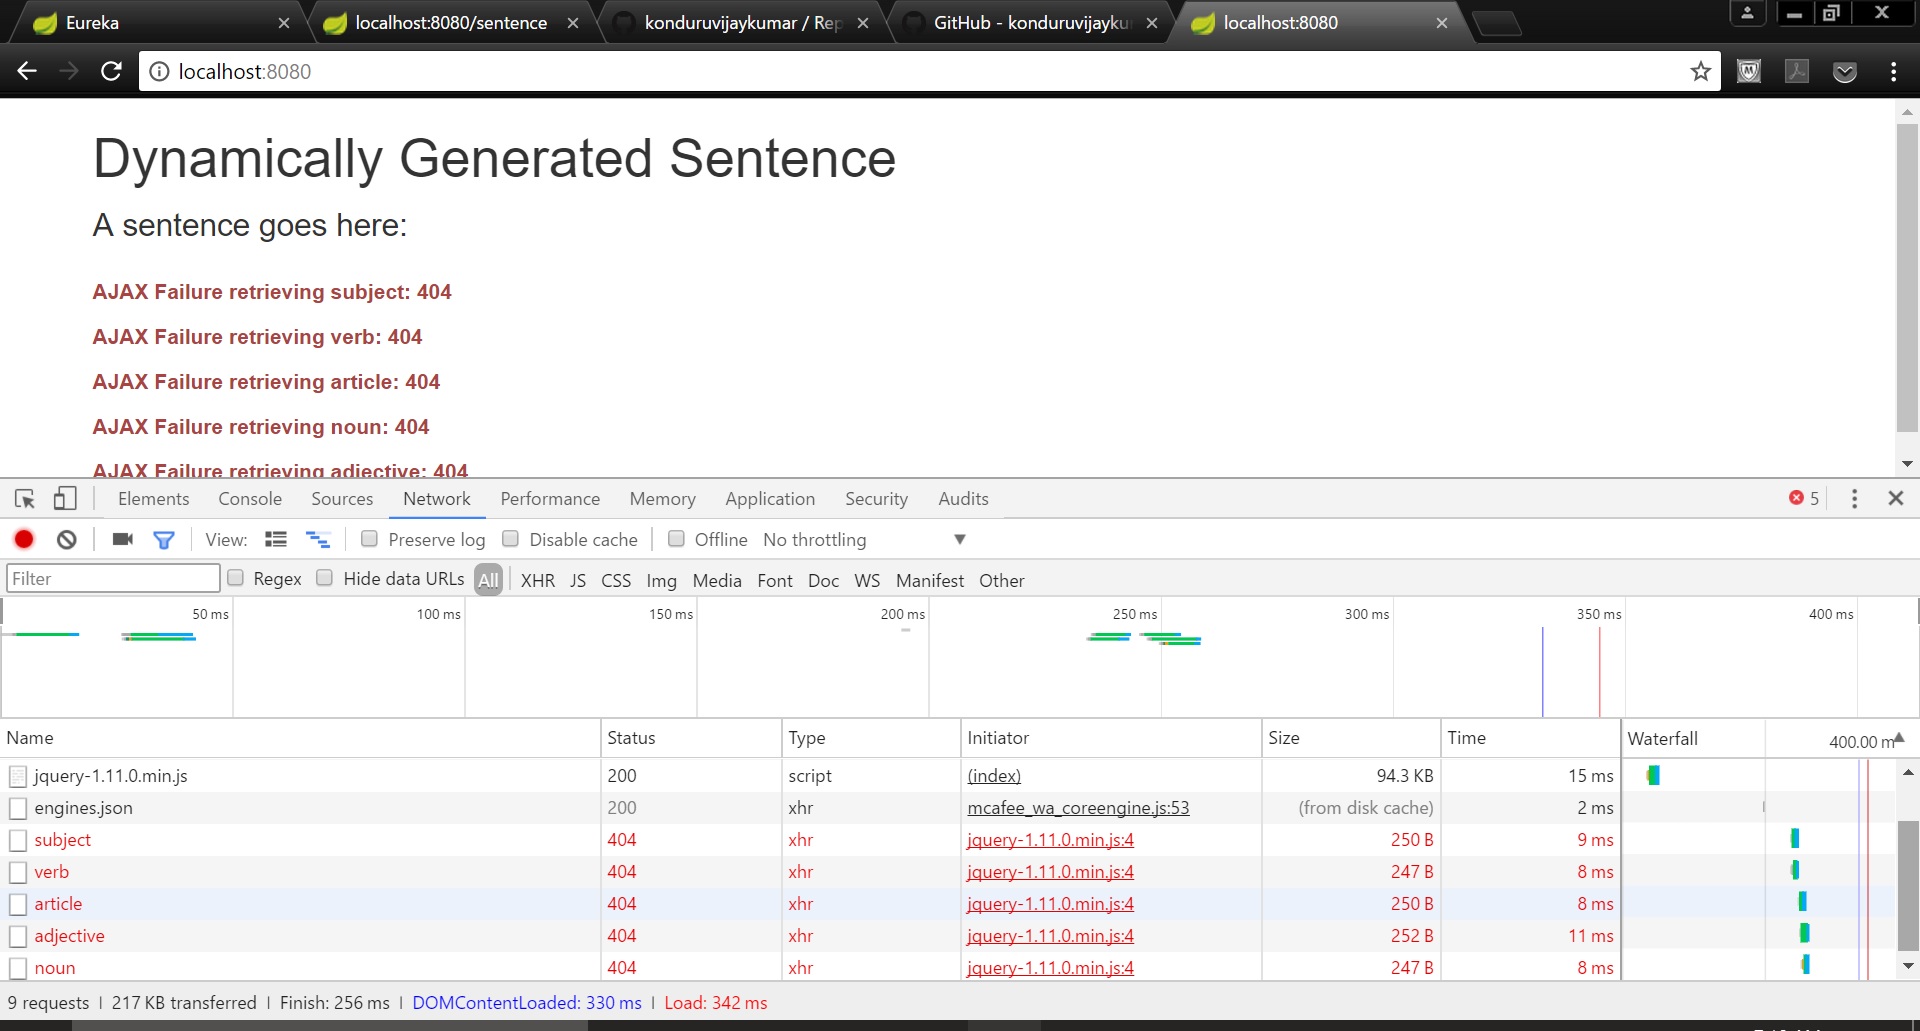 Eureka
localhost:8080/sentence
konduruvijaykumar / Rep
GitHub - konduruvijayku
localhost:8080
localhost:8080
Dynamically Generated Sentence
A sentence goes here:
AJAX Failure retrieving subject: 404
AJAX Failure retrieving verb: 404
AJAX Failure retrieving article: 404
AJAX Failure retrieving noun: 404
AJAX Failure retrieving adjective: 404
Elements Console Sources Network Performance Memory Application Security Audits 5
View: Preserve log Disable cache Offline No throttling
Filter Regex Hide data URLs All XHR JS CSS Img Media Font Doc WS Manifest Other
50 ms 100 ms 150 ms 200 ms 250 ms 300 ms 350 ms 400 ms
Name Status Type Initiator Size Time Waterfall 400.00 m
jquery-1.11.0.min.js 200 script (index) 94.3 KB 15 ms
engines.json 200 xhr mcafee_wa_coreengine.js:53 (from disk cache) 2 ms
subject 404 xhr jquery-1.11.0.min.js:4 250 B 9 ms
verb 404 xhr jquery-1.11.0.min.js:4 247 B 8 ms
article 404 xhr jquery-1.11.0.min.js:4 250 B 8 ms
adjective 404 xhr jquery-1.11.0.min.js:4 252 B 11 ms
noun 404 xhr jquery-1.11.0.min.js:4 247 B 8 ms
9 requests | 217 KB transferred | Finish: 256 ms | DOMContentLoaded: 330 ms | Load: 342 ms